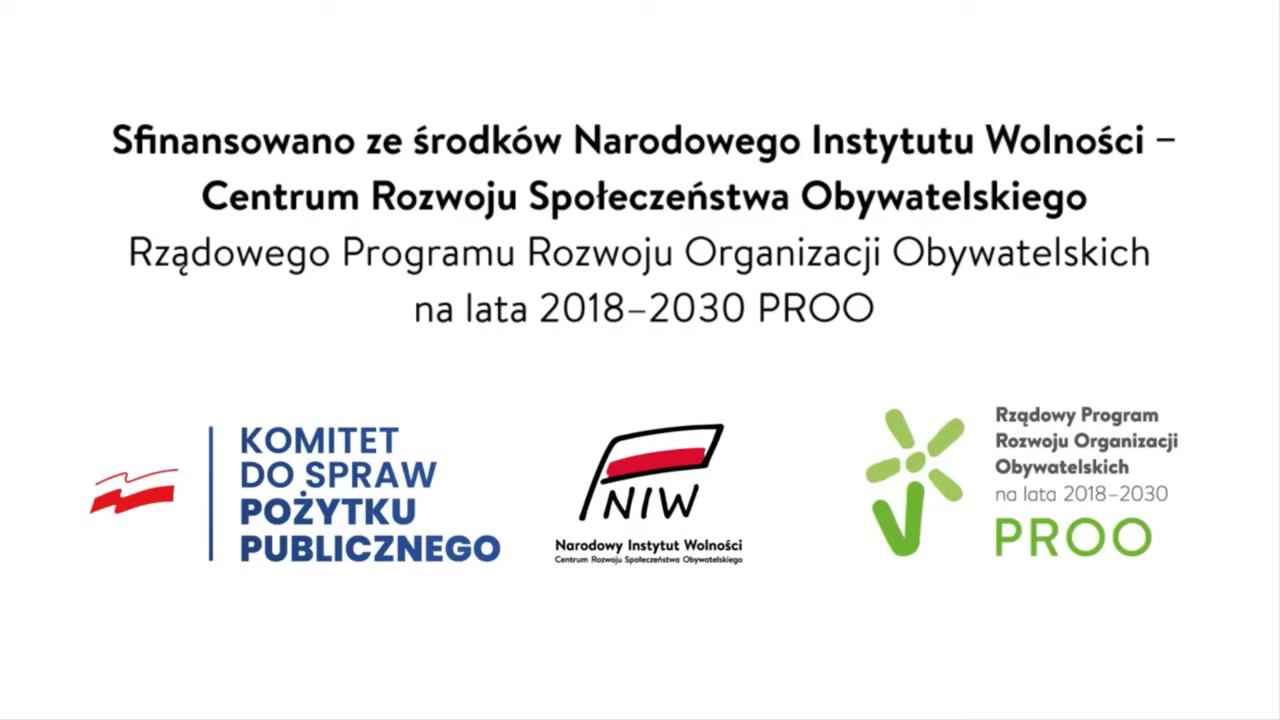 Sfinansowano ze środków Narodowego Instytutu Wolności –
Centrum Rozwoju Społeczeństwa Obywatelskiego
Rządowego Programu Rozwoju Organizacji Obywatelskich
na lata 2018–2030 PROO
KOMITET
DO SPRAW
POŻYTKU
PUBLICZNEGO
NIW
Narodowy Instytut Wolności
Centrum Rozwoju Społeczeństwa Obywatelskiego
Rządowy Program
Rozwoju Organizacji
Obywatelskich
na lata 2018–2030
PROO